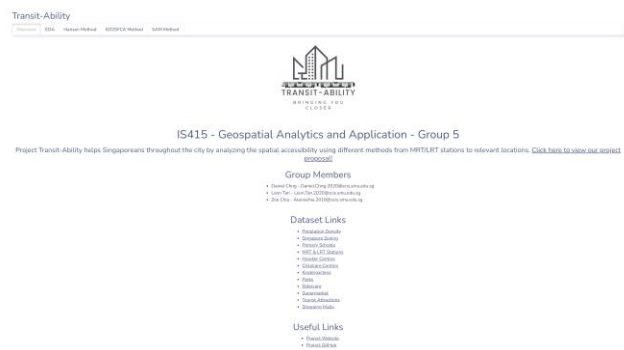 Transit-Ability
Overview EDA Hansen Method KD2SFCA Method SAM Method
TRANSIT-ABILITY
BRINGING YOU
CLOSER
IS415 - Geospatial Analytics and Application - Group 5
Project Transit-Ability helps Singaporeans throughout the city by analyzing the spatial accessibility using different methods from MRT/LRT stations to relevant locations. Click here to view our project
proposal!
Group Members
Dataset Links
Population Density
Primary Schools
MRT & LRT Stations
Hawker Centres
Childcare Centres
Kindergartens
Parks
Eldercare
Supermarket
Tourist Attractions
Shopping Malls
Useful Links
Project Website
Project GitHub